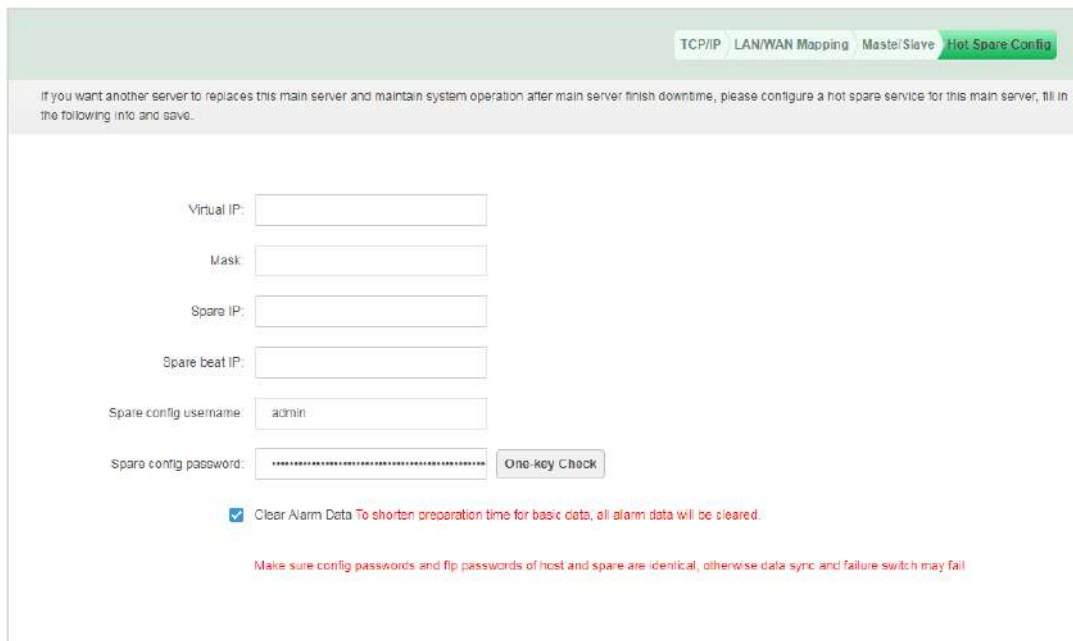 TCP/IP LAN/WAN Mapping Maste/Slave Hot Spare Config
If you want another server to replaces this main server and maintain system operation after main server finish downtime, please configure a hot spare service for this main server, fill in
the following info and save.
Virtual IP:
Mask:
Spare IP:
Spare beat IP:
Spare config username: admin
Spare config password: One-key Check
Clear Alarm Data To shorten preparation time for basic data, all alarm data will be cleared.
Make sure config passwords and ftp passwords of host and spare are identical, otherwise data sync and failure switch may fail